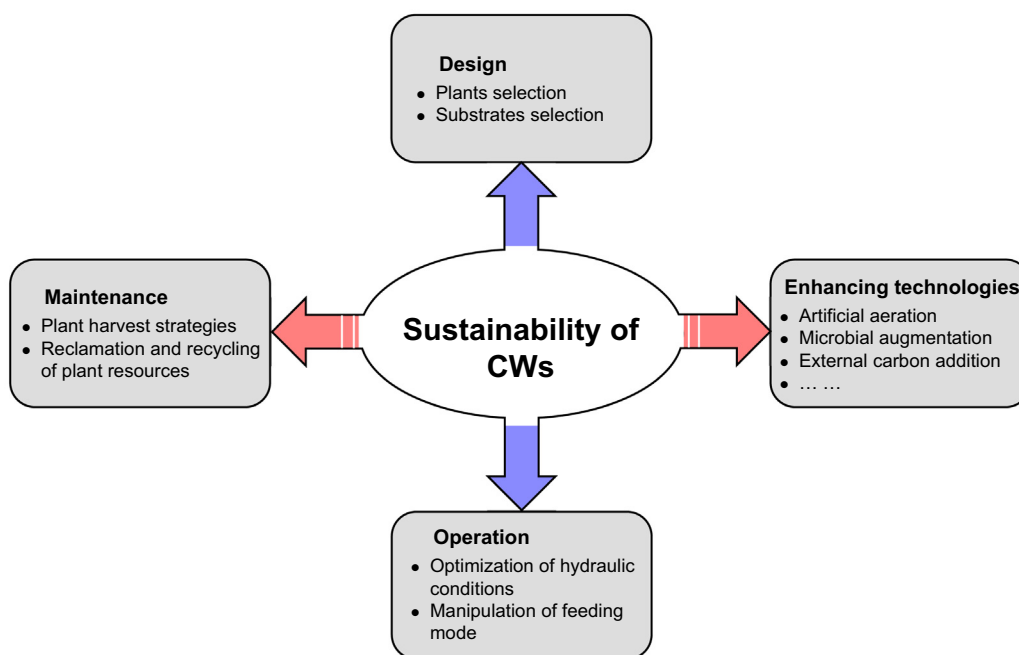 Design
• Plants selection
• Substrates selection
Maintenance
• Plant harvest strategies
• Reclamation and recycling
of plant resources
Sustainability of
CWs
Enhancing technologies
• Artificial aeration
• Microbial augmentation
• External carbon addition
• … …
Operation
• Optimization of hydraulic
conditions
• Manipulation of feeding
mode